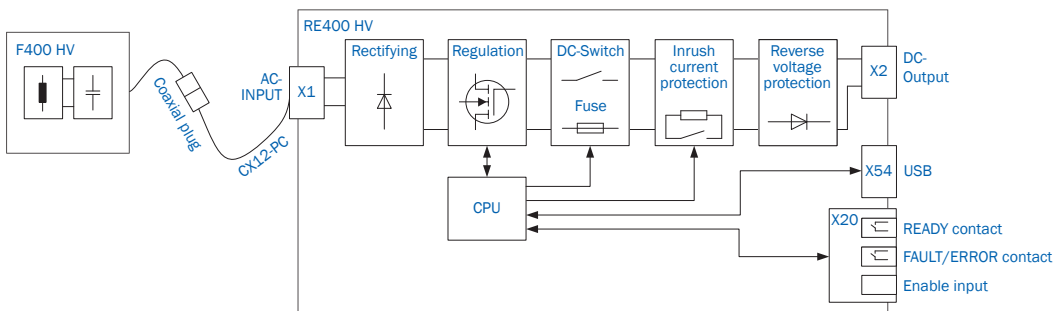 RE400 HV
F400 HV
Coaxial plug
CX12-PC
AC-
INPUT
X1
Rectifying
Regulation
DC-Switch
Fuse
Inrush
current
protection
Reverse
voltage
protection
X2
DC-
Output
CPU
X54
USB
X20
READY contact
FAULT/ERROR contact
Enable input